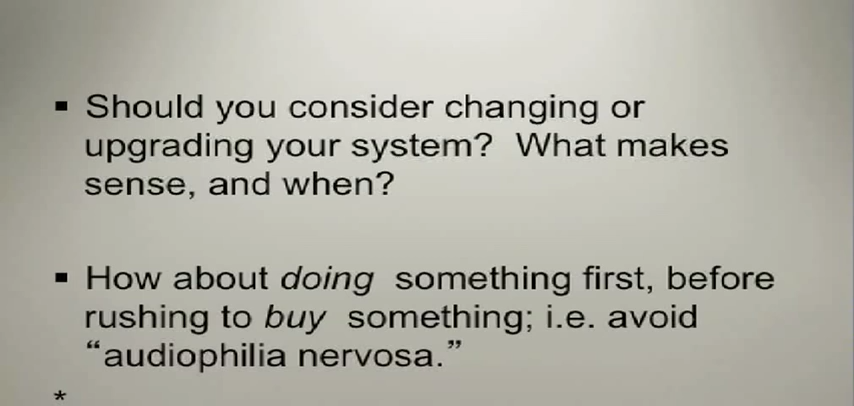 ▪ Should you consider changing or
upgrading your system?  What makes
sense, and when?
▪ How about doing  something first, before
rushing to buy  something; i.e. avoid
“audiophilia nervosa.”
*